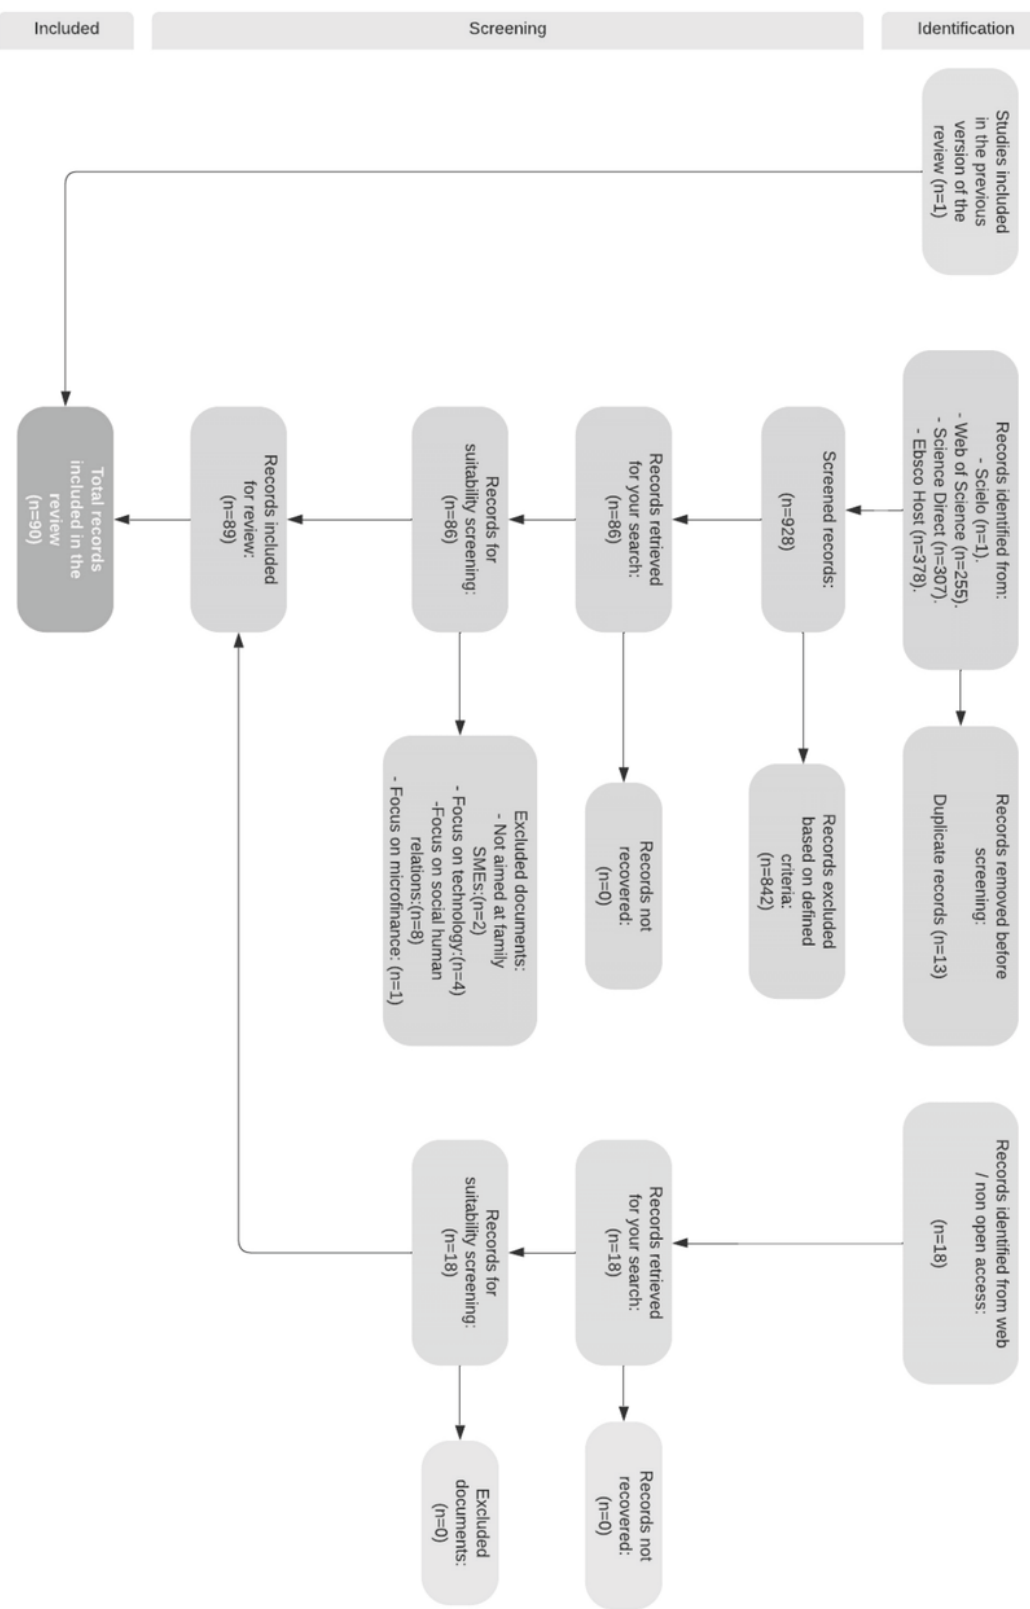 Identification
Screening
Included
Studies included
in the previous
version of the
review (n=1)
Records identified from:
- Scielo (n=1).
- Web of Science (n=255).
- Science Direct (n=307).
- Ebsco Host (n=378).
Records removed before
screening:
Duplicate records (n=13)
Records identified from web
/ non open access:
(n=18)
Screened records:
(n=928)
Records excluded
based on defined
criteria:
(n=842)
Records retrieved
for your search:
(n=86)
Records not
recovered:
(n=0)
Records retrieved
for your search:
(n=18)
Records not
recovered:
(n=0)
Records for
suitability screening:
(n=86)
Excluded documents:
- Not aimed at family
SMEs:(n=2)
- Focus on technology:(n=4)
-Focus on social human
relations:(n=8)
- Focus on microfinance: (n=1)
Records for
suitability screening:
(n=18)
Excluded
documents:
(n=0)
Records included
for review:
(n=89)
Total records
included in the
review
(n=90)